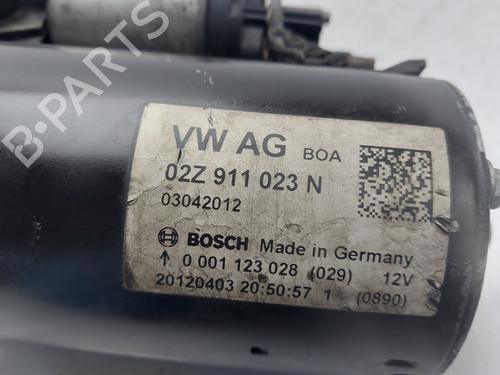 VW AG BOA
02Z 911 023 N
03042012
BOSCH Made in Germany
↑ 0 001 123 028 (029) 12V
20120403 20:50:57 1 (0890)
B-PARTS